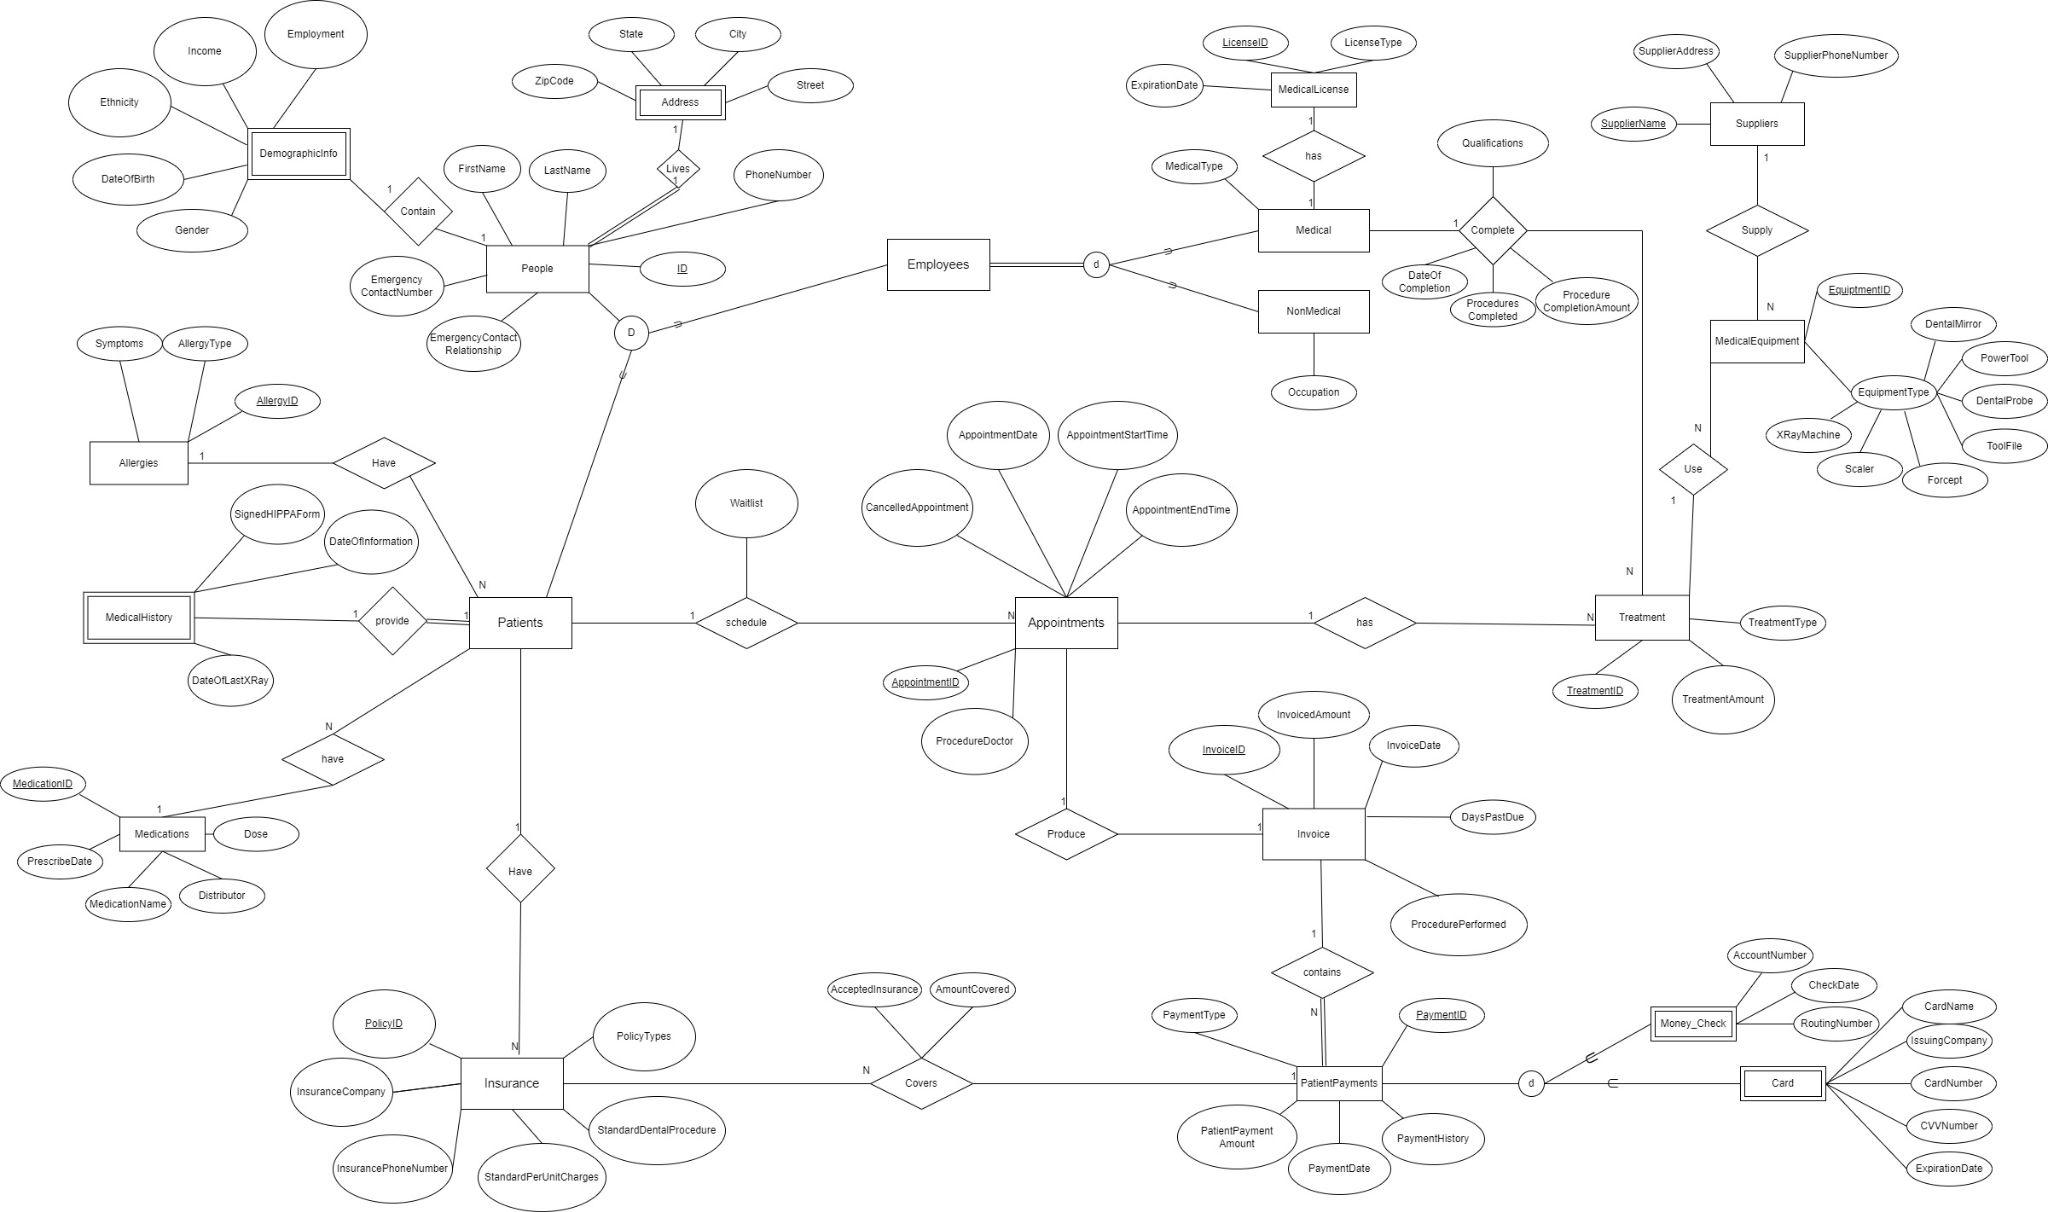 Employment
Income
State
City
LicenseID
LicenseType
SupplierAddress
SupplierPhoneNumber
Ethnicity
ZipCode
Street
Address
ExpirationDate
MedicalLicense
SupplierName
Suppliers
1
1
DemographicInfo
Qualifications
has
1
FirstName
LastName
Lives
1
PhoneNumber
MedicalType
DateOfBirth
1
Contain
1
Gender
1
Medical
1
Complete
Supply
People
ID
Employees
d
Emergency
ContactNumber
DateOf
Completion
Procedures
Completed
Procedure
CompletionAmount
EquiptmentID
N
NonMedical
D
EmergencyContact
Relationship
MedicalEquipment
DentalMirror
PowerTool
Symptoms
AllergyType
Occupation
EquipmentType
DentalProbe
AllergyID
XRayMachine
ToolFile
N
AppointmentDate
AppointmentStartTime
Allergies
1
Have
Use
Scaler
Forcept
1
SignedHIPPAForm
Waitlist
CancelledAppointment
AppointmentEndTime
DateOfInformation
N
N
MedicalHistory
1
provide
1
Patients
1
schedule
N
Appointments
1
has
N
Treatment
TreatmentType
DateOfLastXRay
AppointmentID
TreatmentID
TreatmentAmount
InvoicedAmount
N
ProcedureDoctor
InvoiceID
InvoiceDate
have
MedicationID
1
1
DaysPastDue
Medications
Dose
1
Produce
1
Invoice
PrescribeDate
Have
MedicationName
Distributor
ProcedurePerformed
1
AccountNumber
contains
AcceptedInsurance
AmountCovered
CheckDate
CardName
PolicyID
PaymentType
N
PaymentID
Money_Check
RoutingNumber
PolicyTypes
IssuingCompany
N
InsuranceCompany
Insurance
N
Covers
1
PatientPayments
d
Card
CardNumber
StandardDentalProcedure
PatientPayment
Amount
PaymentHistory
CVVNumber
InsurancePhoneNumber
StandardPerUnitCharges
PaymentDate
ExpirationDate